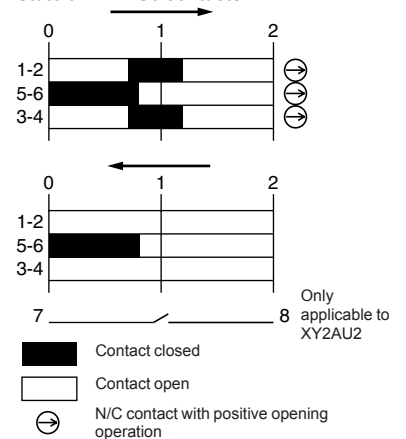 0 1 2
1-2
5-6
3-4
0 1 2
1-2
5-6
3-4
7 8
Only
applicable to
XY2AU2
Contact closed
Contact open
N/C contact with positive opening
operation